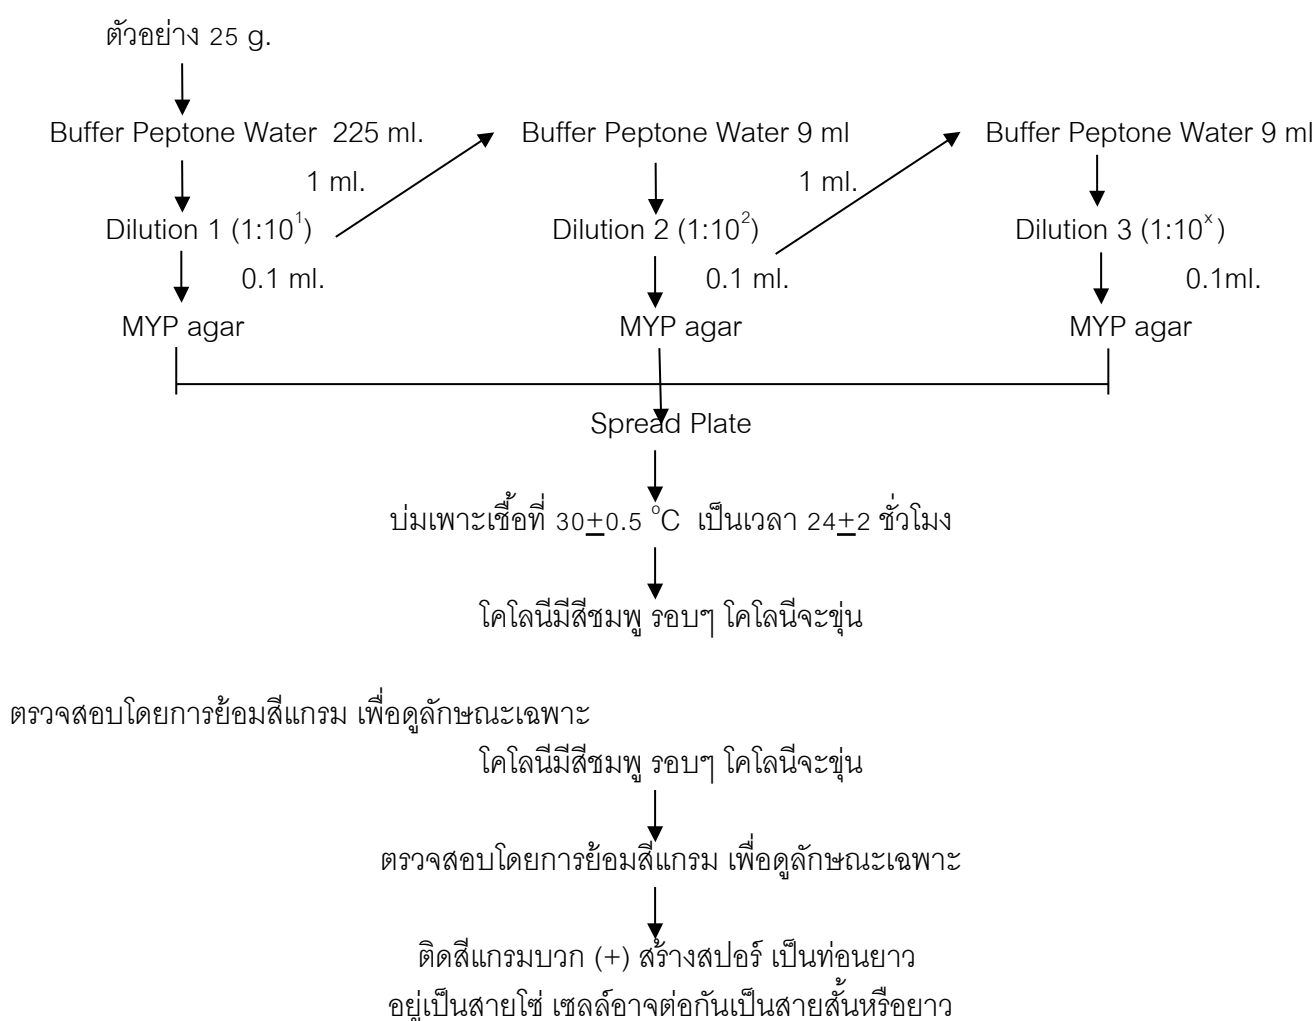 ตัวอย่าง 25 g.
Buffer Peptone Water 225 ml. Buffer Peptone Water 9 ml Buffer Peptone Water 9 ml
1 ml. 1 ml.
Dilution 1 (1:10¹) Dilution 2 (1:10²) Dilution 3 (1:10ˣ)
0.1 ml. 0.1 ml. 0.1ml.
MYP agar MYP agar MYP agar
Spread Plate
บ่มเพาะเชื้อที่ 30±0.5 °C เป็นเวลา 24±2 ชั่วโมง
โคโลนีมีสีชมพู รอบๆ โคโลนีจะขุ่น
ตรวจสอบโดยการย้อมสีแกรม เพื่อดูลักษณะเฉพาะ
โคโลนีมีสีชมพู รอบๆ โคโลนีจะขุ่น
ตรวจสอบโดยการย้อมสีแกรม เพื่อดูลักษณะเฉพาะ
ติดสีแกรมบวก (+) สร้างสปอร์ เป็นท่อนยาว
อยู่เป็นสายโซ่ เซลล์อาจต่อกันเป็นสายสั้นหรือยาว